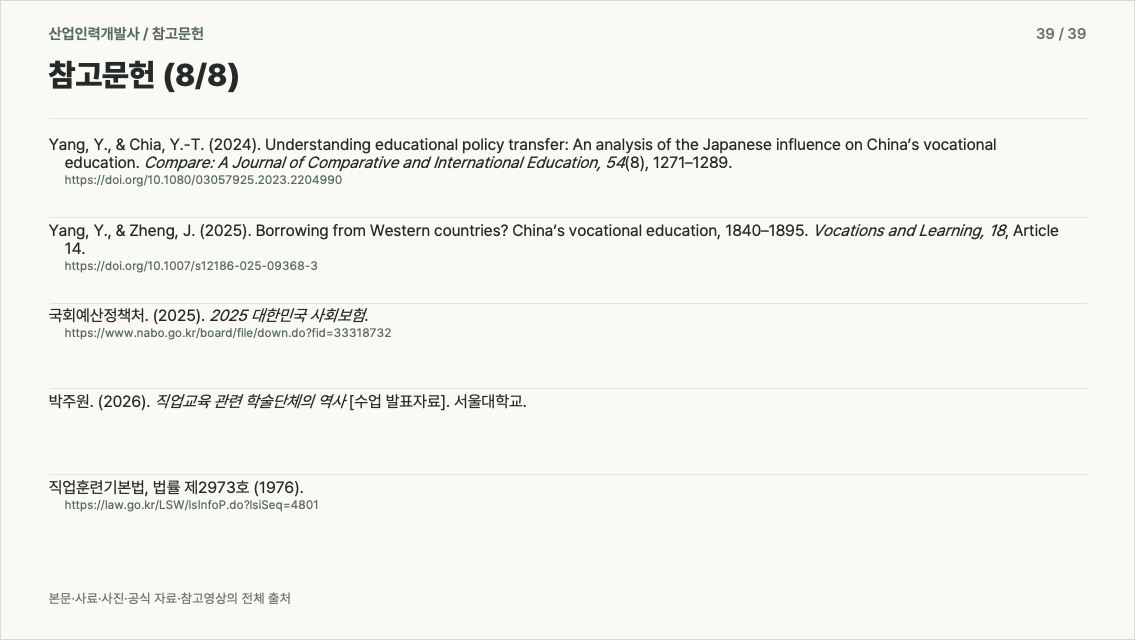 산업인력개발사 / 참고문헌
39 / 39
참고문헌 (8/8)
Yang, Y., & Chia, Y.-T. (2024). Understanding educational policy transfer: An analysis of the Japanese influence on China’s vocational
education. Compare: A Journal of Comparative and International Education, 54(8), 1271–1289.
https://doi.org/10.1080/03057925.2023.2204990
Yang, Y., & Zheng, J. (2025). Borrowing from Western countries? China’s vocational education, 1840–1895. Vocations and Learning, 18, Article
14.
https://doi.org/10.1007/s12186-025-09368-3
국회예산정책처. (2025). 2025 대한민국 사회보험.
https://www.nabo.go.kr/board/file/down.do?fid=33318732
박주원. (2026). 직업교육 관련 학술단체의 역사 [수업 발표자료]. 서울대학교.
직업훈련기본법, 법률 제2973호 (1976).
https://law.go.kr/LSW/lsInfoP.do?lsiSeq=4801
본문·사료·사진·공식 자료·참고영상의 전체 출처